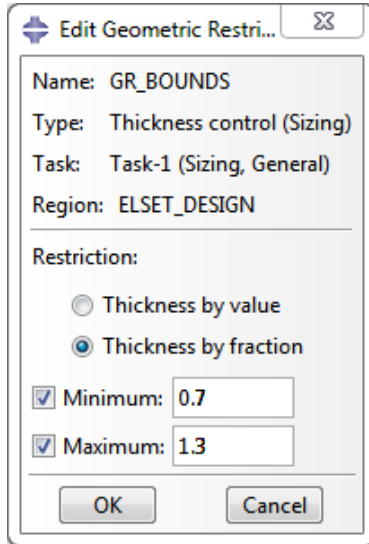 Edit Geometric Restri...
Name: GR_BOUNDS
Type: Thickness control (Sizing)
Task: Task-1 (Sizing, General)
Region: ELSET_DESIGN
Restriction:
Thickness by value
Thickness by fraction
Minimum: 0.7
Maximum: 1.3
OK Cancel